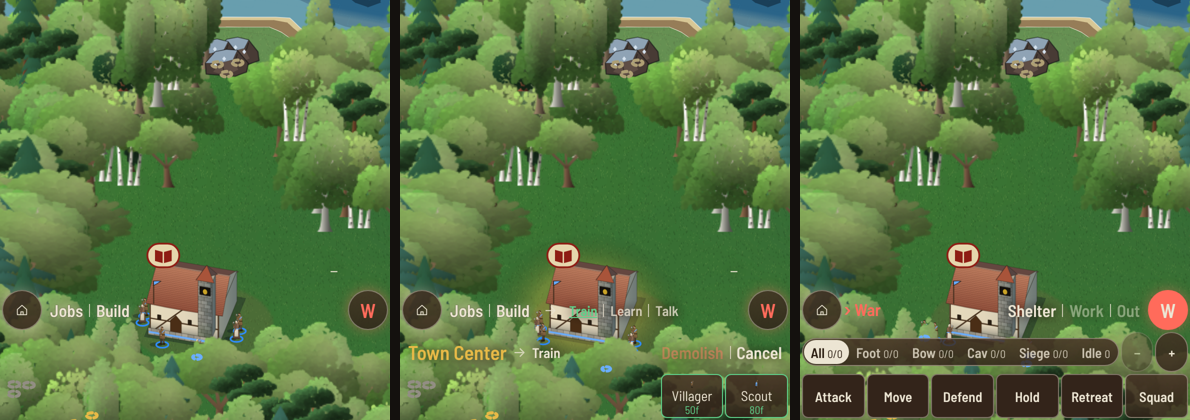 Jobs | Build
W
Jobs | Build
Train | Learn | Talk
W
Town Center → Train
Demolish | Cancel
Villager
50f
Scout
80f
> War
Shelter | Work | Out
W
All 0/0 Foot 0/0 Bow 0/0 Cav 0/0 Siege 0/0 Idle 0
− +
Attack Move Defend Hold Retreat Squad